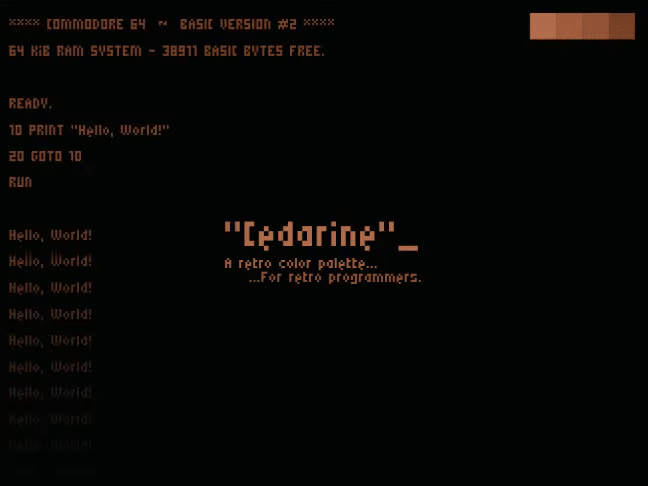 **** COMMODORE 64 ~ BASIC VERSION #2 ****
64 KiB RAM SYSTEM - 38911 BASIC BYTES FREE.
READY.
10 PRINT "Hello, World!"
20 GOTO 10
RUN
Hello, World!
Hello, World!
Hello, World!
Hello, World!
Hello, World!
Hello, World!
Hello, World!
Hello, World!
Hello, World!
"Cedarine"_
A retro color palette...
...For retro programmers.